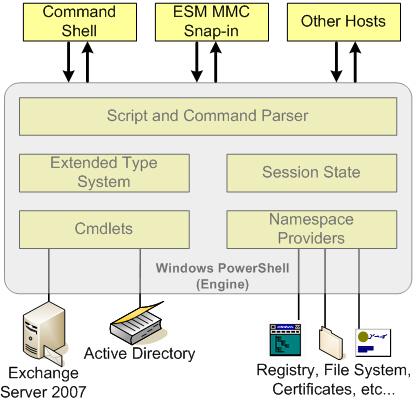 Command
Shell
ESM MMC
Snap-in
Other Hosts
Script and Command Parser
Extended Type
System
Session State
Cmdlets
Namespace
Providers
Windows PowerShell
(Engine)
Exchange
Server 2007
Active Directory
Registry, File System,
Certificates, etc...